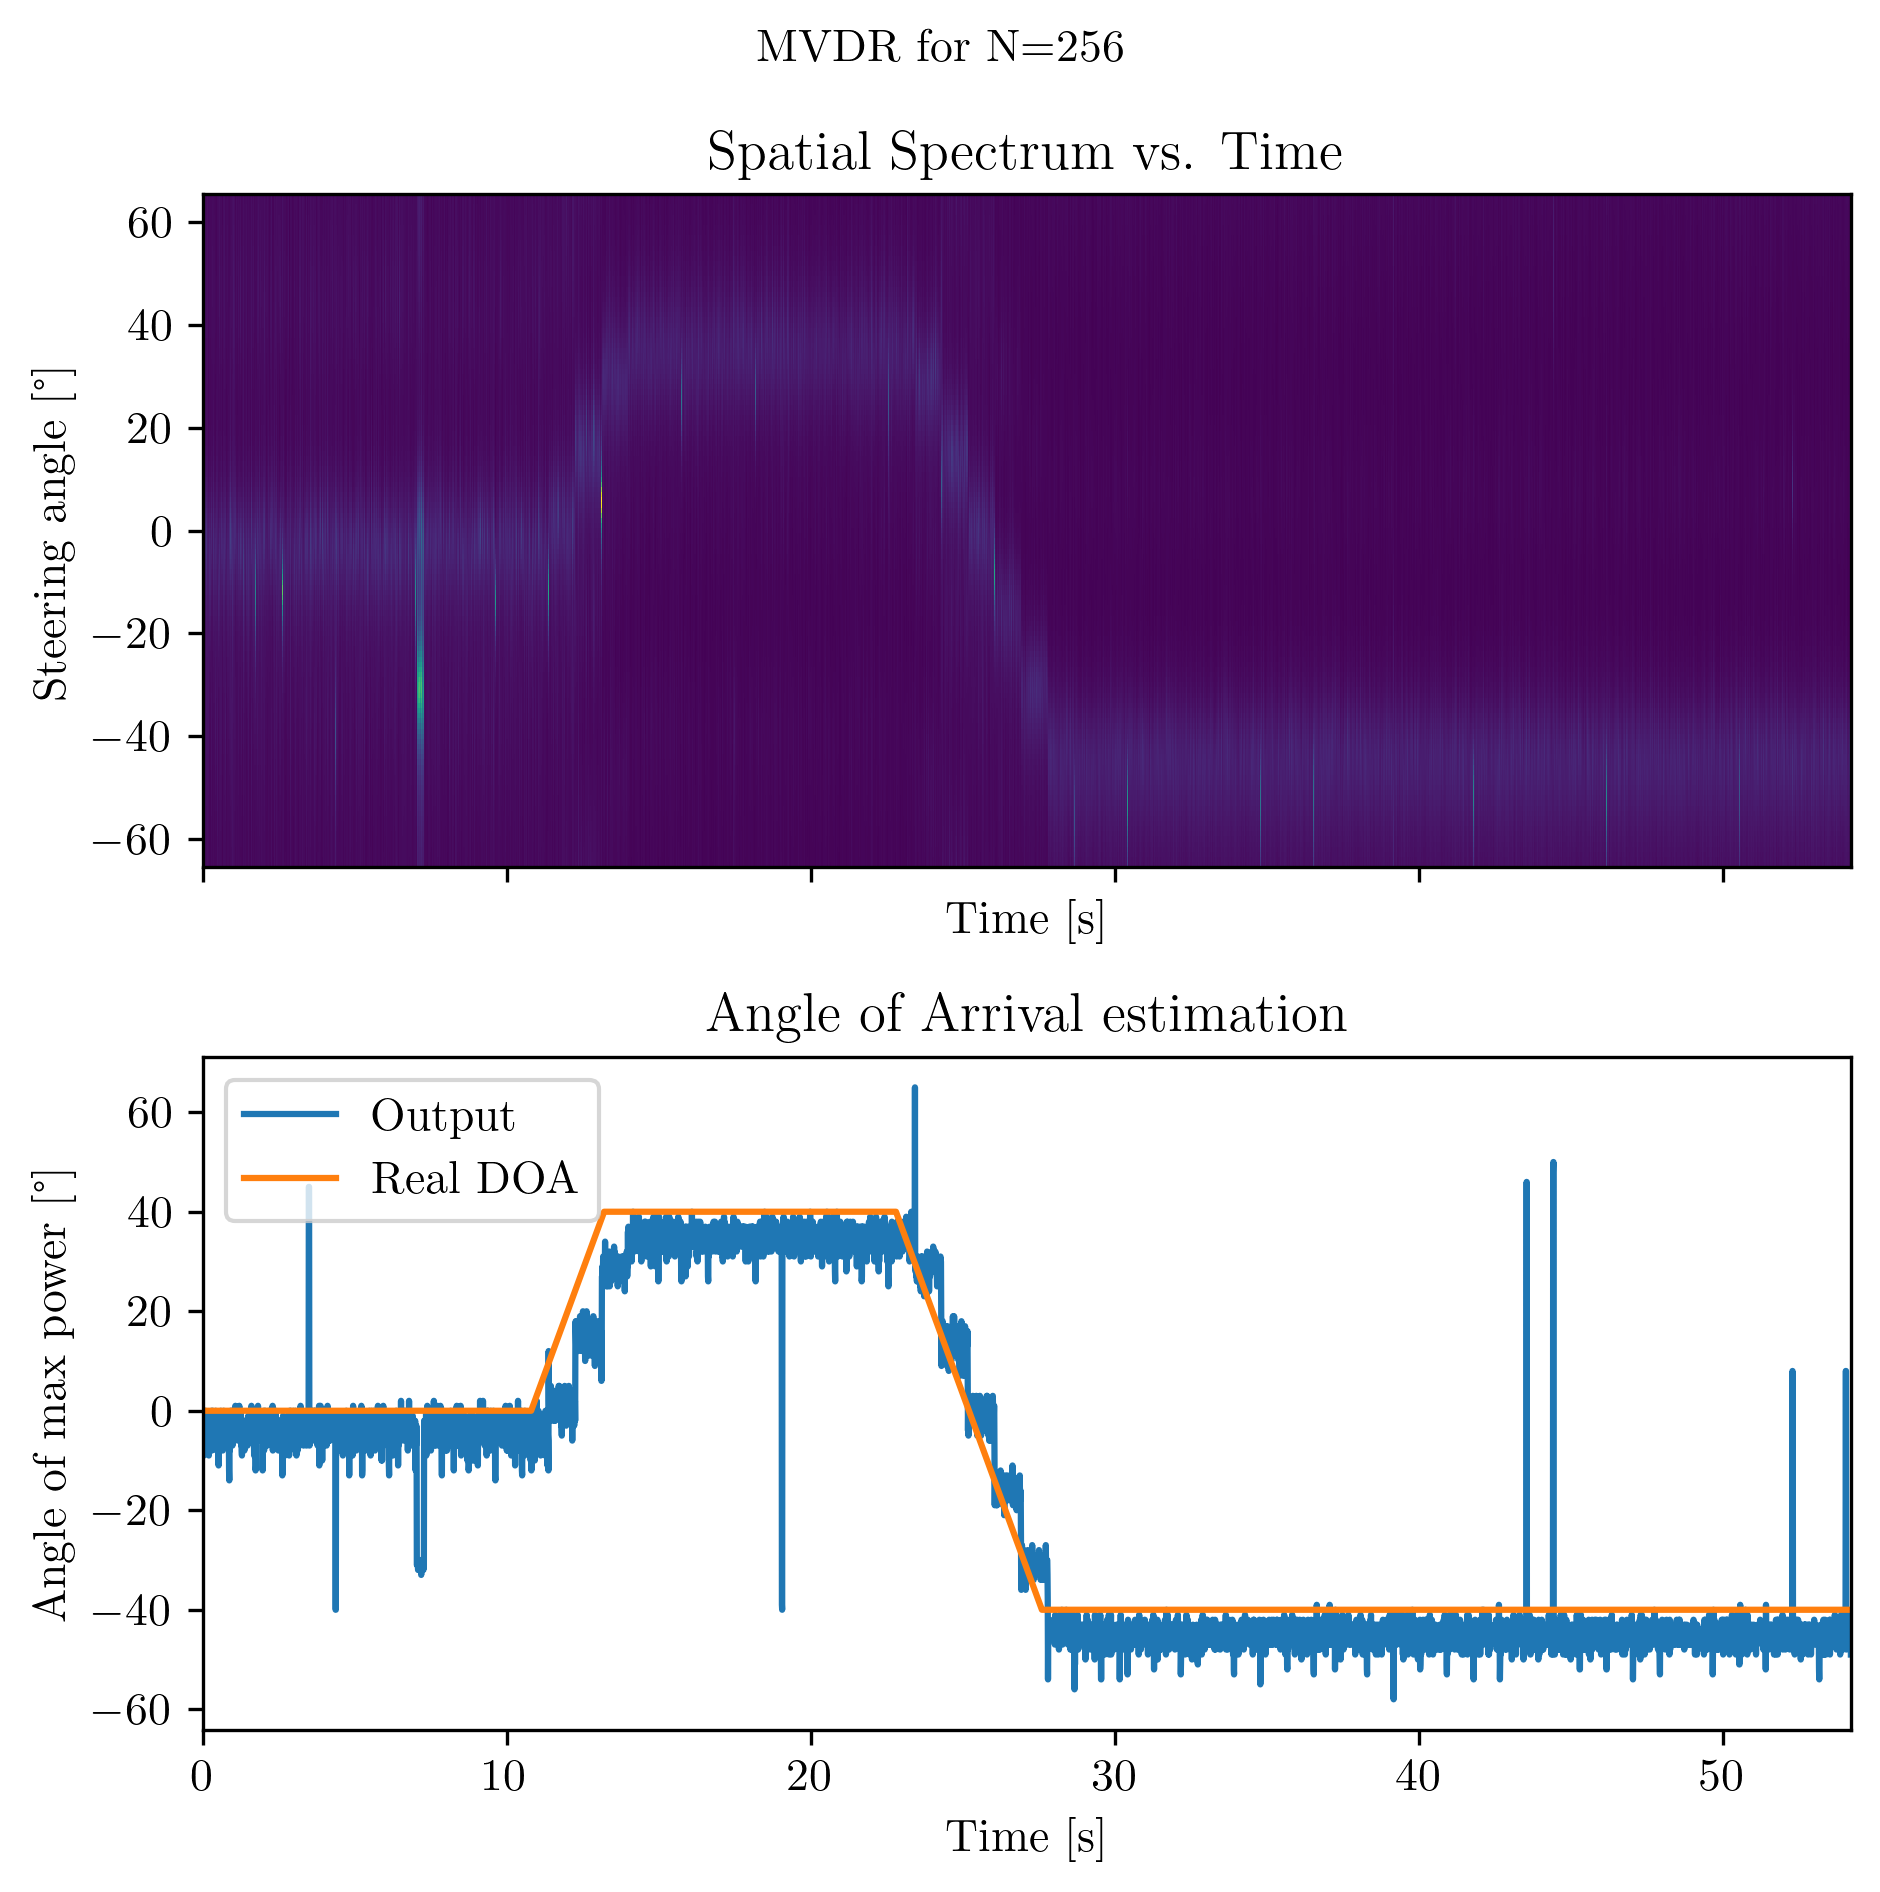 MVDR for N=256
Spatial Spectrum vs. Time
60
40
20
0
−20
−40
−60
Steering angle [°]
Time [s]
Angle of Arrival estimation
Output
Real DOA
60
40
20
0
−20
−40
−60
Angle of max power [°]
0 10 20 30 40 50
Time [s]